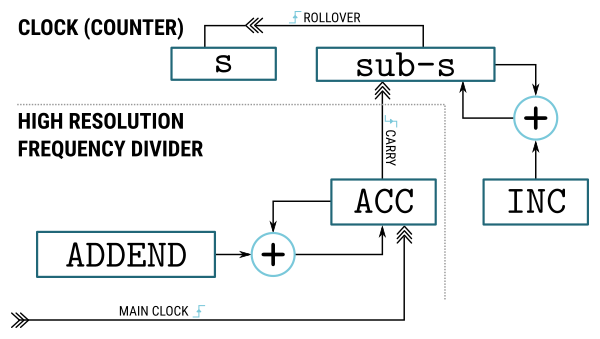 CLOCK (COUNTER)
ROLLOVER
s
sub-s
+
HIGH RESOLUTION
FREQUENCY DIVIDER
CARRY
ACC
INC
ADDEND
+
MAIN CLOCK